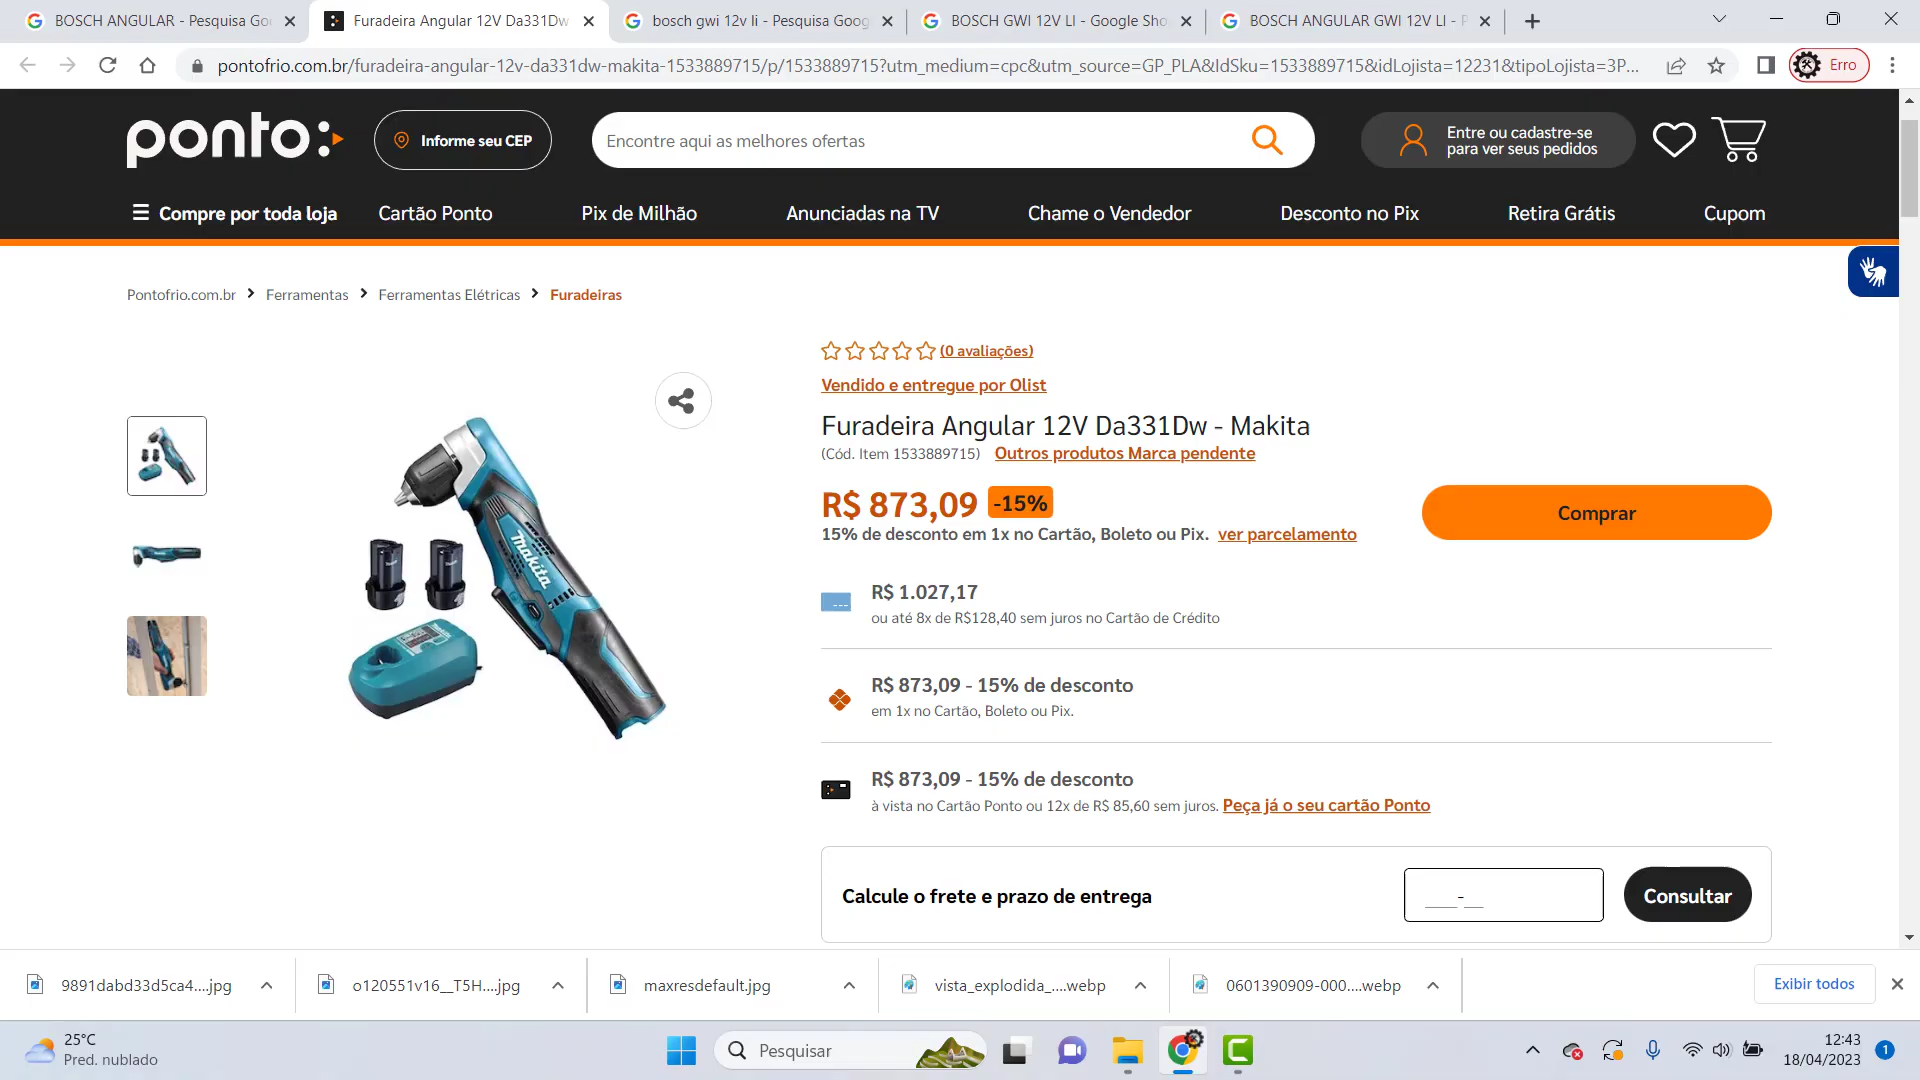 BOSCH ANGULAR - Pesquisa Goo
Furadeira Angular 12V Da331Dw
bosch gwi 12v li - Pesquisa Goog
BOSCH GWI 12V LI - Google Sho
BOSCH ANGULAR GWI 12V LI - P
pontofrio.com.br/furadeira-angular-12v-da331dw-makita-1533889715/p/1533889715?utm_medium=cpc&utm_source=GP_PLA&IdSku=1533889715&idLojista=12231&tipoLojista=3P...
Erro
ponto:
Informe seu CEP
Encontre aqui as melhores ofertas
Entre ou cadastre-se
para ver seus pedidos
Compre por toda loja
Cartão Ponto
Pix de Milhão
Anunciadas na TV
Chame o Vendedor
Desconto no Pix
Retira Grátis
Cupom
Pontofrio.com.br > Ferramentas > Ferramentas Elétricas > Furadeiras
(0 avaliações)
Vendido e entregue por Olist
Furadeira Angular 12V Da331Dw - Makita
(Cód. Item 1533889715) Outros produtos Marca pendente
R$ 873,09 -15%
15% de desconto em 1x no Cartão, Boleto ou Pix. ver parcelamento
Comprar
makita
R$ 1.027,17
ou até 8x de R$128,40 sem juros no Cartão de Crédito
R$ 873,09 - 15% de desconto
em 1x no Cartão, Boleto ou Pix.
R$ 873,09 - 15% de desconto
à vista no Cartão Ponto ou 12x de R$ 85,60 sem juros. Peça já o seu cartão Ponto
Calcule o frete e prazo de entrega
_____-___
Consultar
9891dabd33d5ca4....jpg
o120551v16__T5H....jpg
maxresdefault.jpg
vista_explodida_....webp
0601390909-000....webp
Exibir todos
25°C
Pred. nublado
Pesquisar
12:43
18/04/2023
1